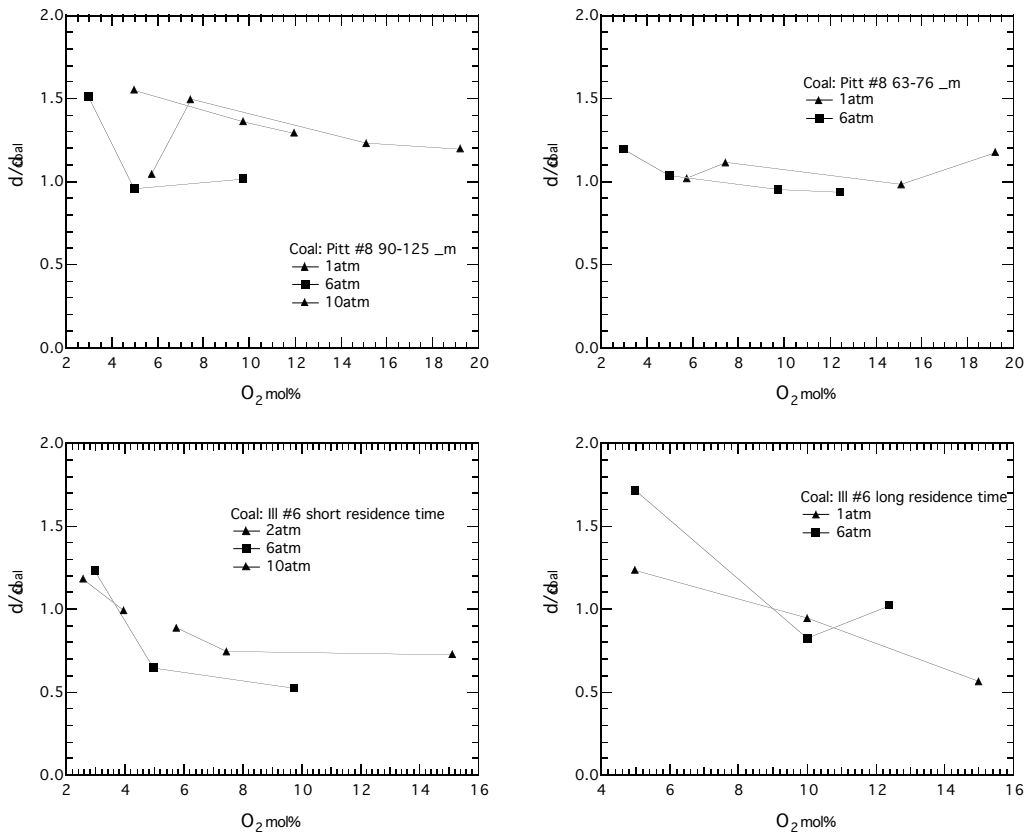 2.0
1.5
1.0
0.5
0.0
d/dcoal
Coal: Pitt #8 90-125 _m
1atm
6atm
10atm
2 4 6 8 10 12 14 16 18 20
O2 mol%
2.0
1.5
1.0
0.5
0.0
d/dcoal
Coal: Pitt #8 63-76 _m
1atm
6atm
2 4 6 8 10 12 14 16 18 20
O2 mol%
2.0
1.5
1.0
0.5
0.0
d/dcoal
Coal: Ill #6 short residence time
2atm
6atm
10atm
2 4 6 8 10 12 14 16
O2 mol%
2.0
1.5
1.0
0.5
0.0
d/dcoal
Coal: Ill #6 long residence time
1atm
6atm
4 6 8 10 12 14 16
O2 mol%